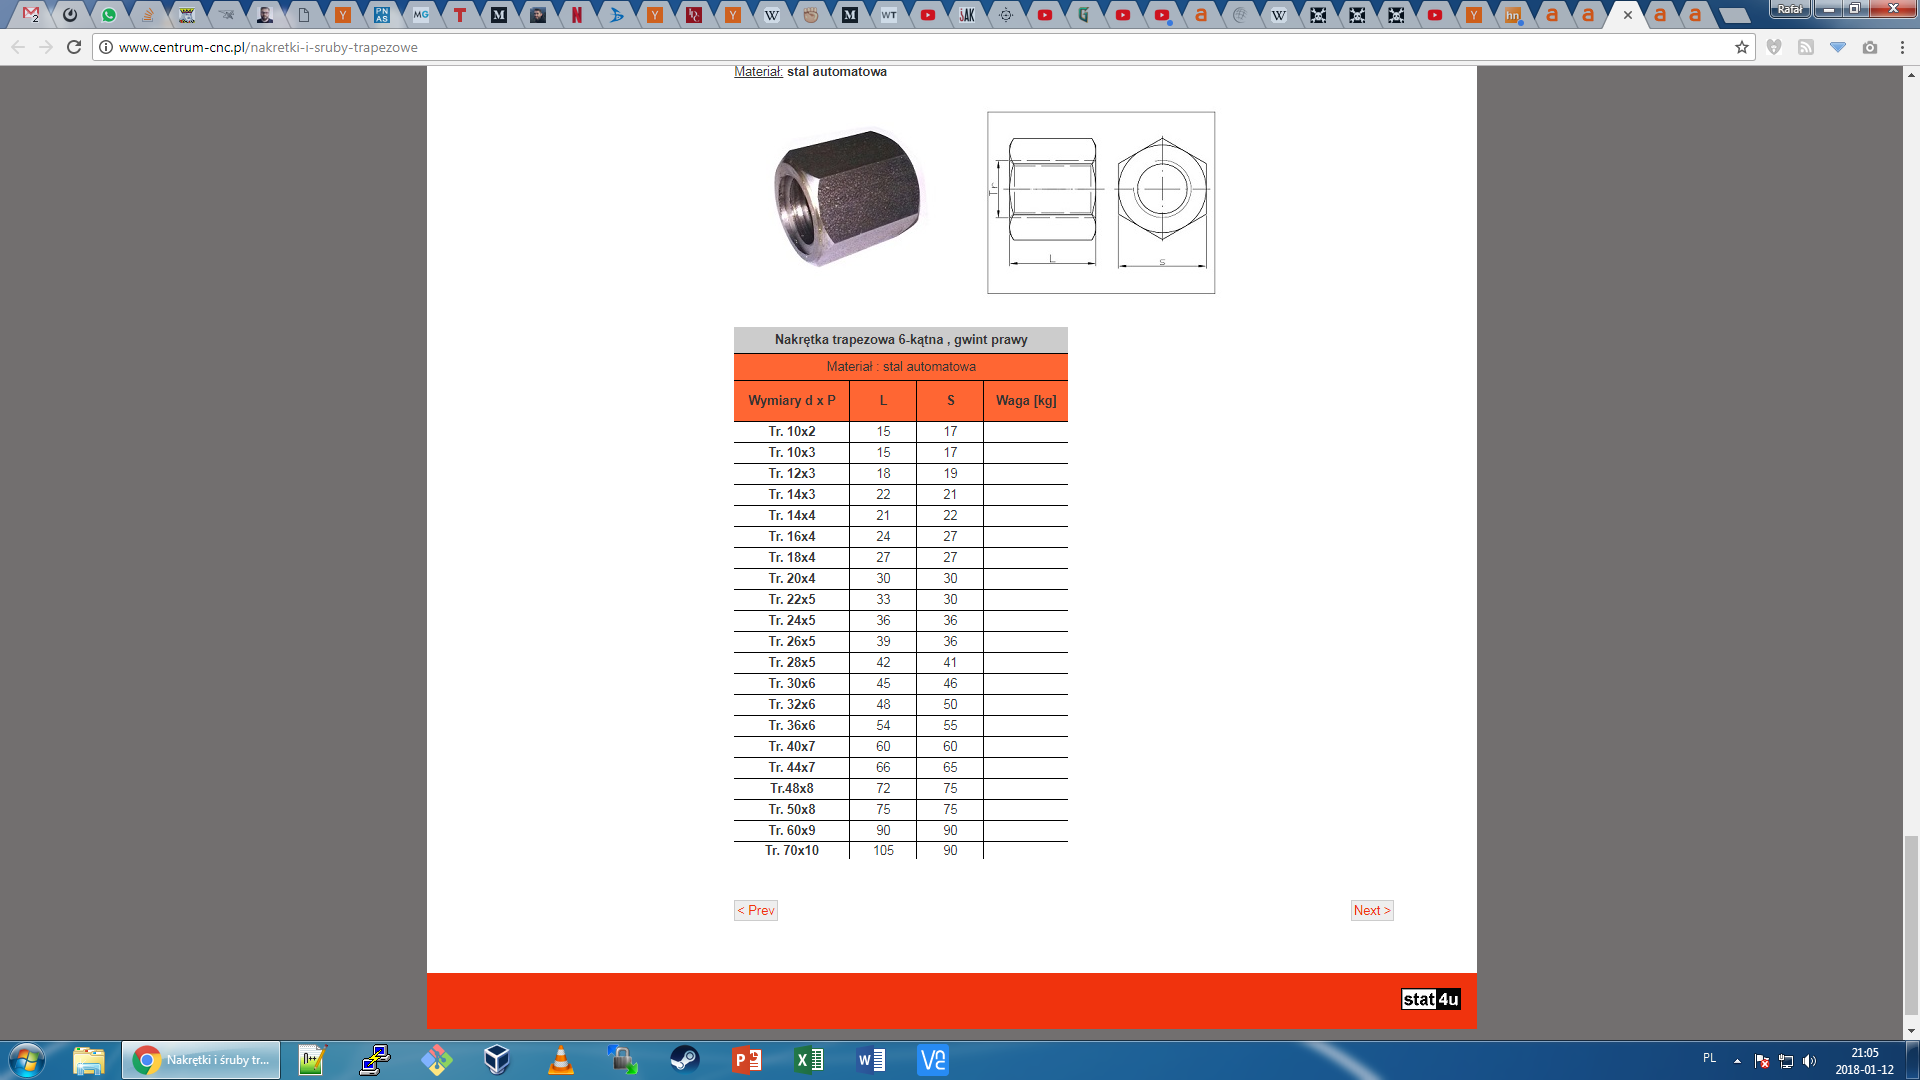 Rafał
www.centrum-cnc.pl/nakretki-i-sruby-trapezowe
Materiał: stal automatowa
Tr
L
S
Nakrętka trapezowa 6-kątna , gwint prawy
Materiał : stal automatowa
Wymiary d x P L S Waga [kg]
Tr. 10x2 15 17
Tr. 10x3 15 17
Tr. 12x3 18 19
Tr. 14x3 22 21
Tr. 14x4 21 22
Tr. 16x4 24 27
Tr. 18x4 27 27
Tr. 20x4 30 30
Tr. 22x5 33 30
Tr. 24x5 36 36
Tr. 26x5 39 36
Tr. 28x5 42 41
Tr. 30x6 45 46
Tr. 32x6 48 50
Tr. 36x6 54 55
Tr. 40x7 60 60
Tr. 44x7 66 65
Tr.48x8 72 75
Tr. 50x8 75 75
Tr. 60x9 90 90
Tr. 70x10 105 90
< Prev Next >
stat4u
Nakrętki i śruby tr...
PL
21:05
2018-01-12